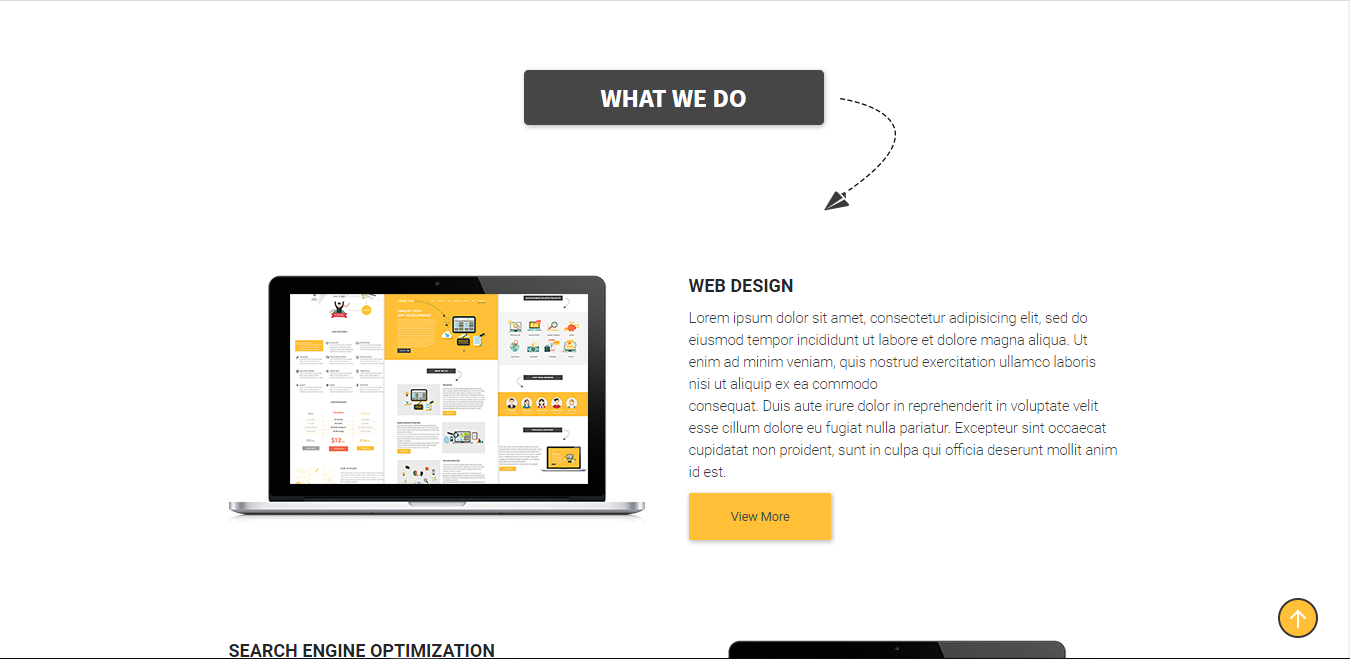 WHAT WE DO
WEB DESIGN
Lorem ipsum dolor sit amet, consectetur adipisicing elit, sed do
eiusmod tempor incididunt ut labore et dolore magna aliqua. Ut
enim ad minim veniam, quis nostrud exercitation ullamco laboris
nisi ut aliquip ex ea commodo
consequat. Duis aute irure dolor in reprehenderit in voluptate velit
esse cillum dolore eu fugiat nulla pariatur. Excepteur sint occaecat
cupidatat non proident, sunt in culpa qui officia deserunt mollit anim
id est.
View More
SEARCH ENGINE OPTIMIZATION